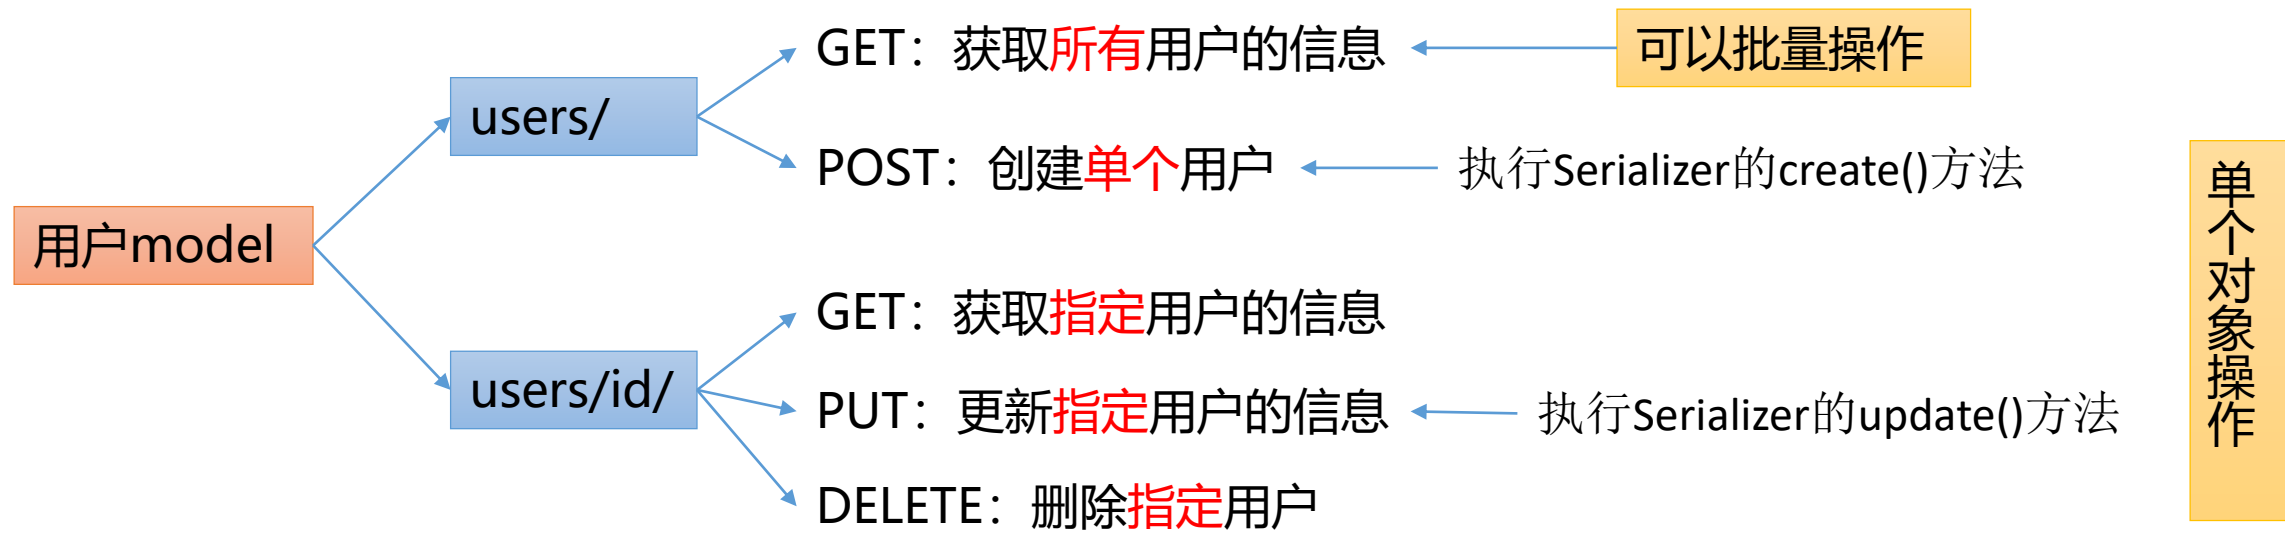 GET：获取所有用户的信息
可以批量操作
users/
POST：创建单个用户
执行Serializer的create()方法
用户model
GET：获取指定用户的信息
users/id/
PUT：更新指定用户的信息
执行Serializer的update()方法
DELETE：删除指定用户
单个对象操作